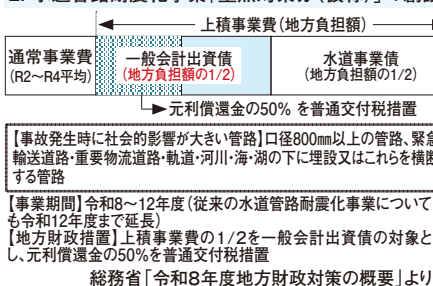 上積事業費(地方負担額)
通常事業費
(R2～R4平均)
一般会計出資債
(地方負担額の1/2)
水道事業債
(地方負担額の1/2)
元利償還金の50% を普通交付税措置
【事故発生時に社会的影響が大きい管路】口径800㎜以上の管路、緊急
輸送道路・重要物流道路・軌道・河川・海・湖の下に埋設又はこれらを横断
する管路
【事業期間】令和8～12年度(従来の水道管路耐震化事業について
も令和12年度まで延長)
【地方財政措置】上積事業費の1/2を一般会計出資債の対象と
し、元利償還金の50%を普通交付税措置
総務省「令和8年度地方財政対策の概要」より